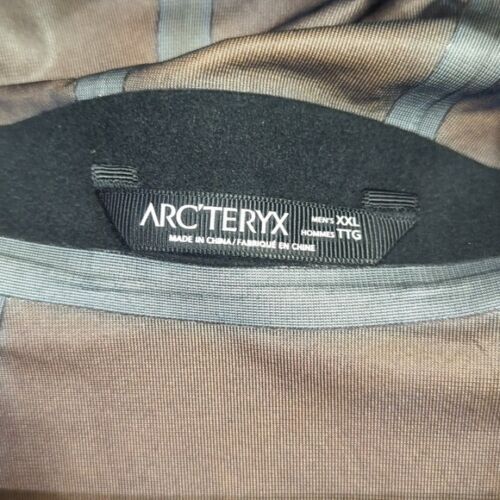 ARC'TERYX MEN'S XXL
HOMMES TTG
MADE IN CHINA / FABRIQUÉ EN CHINE